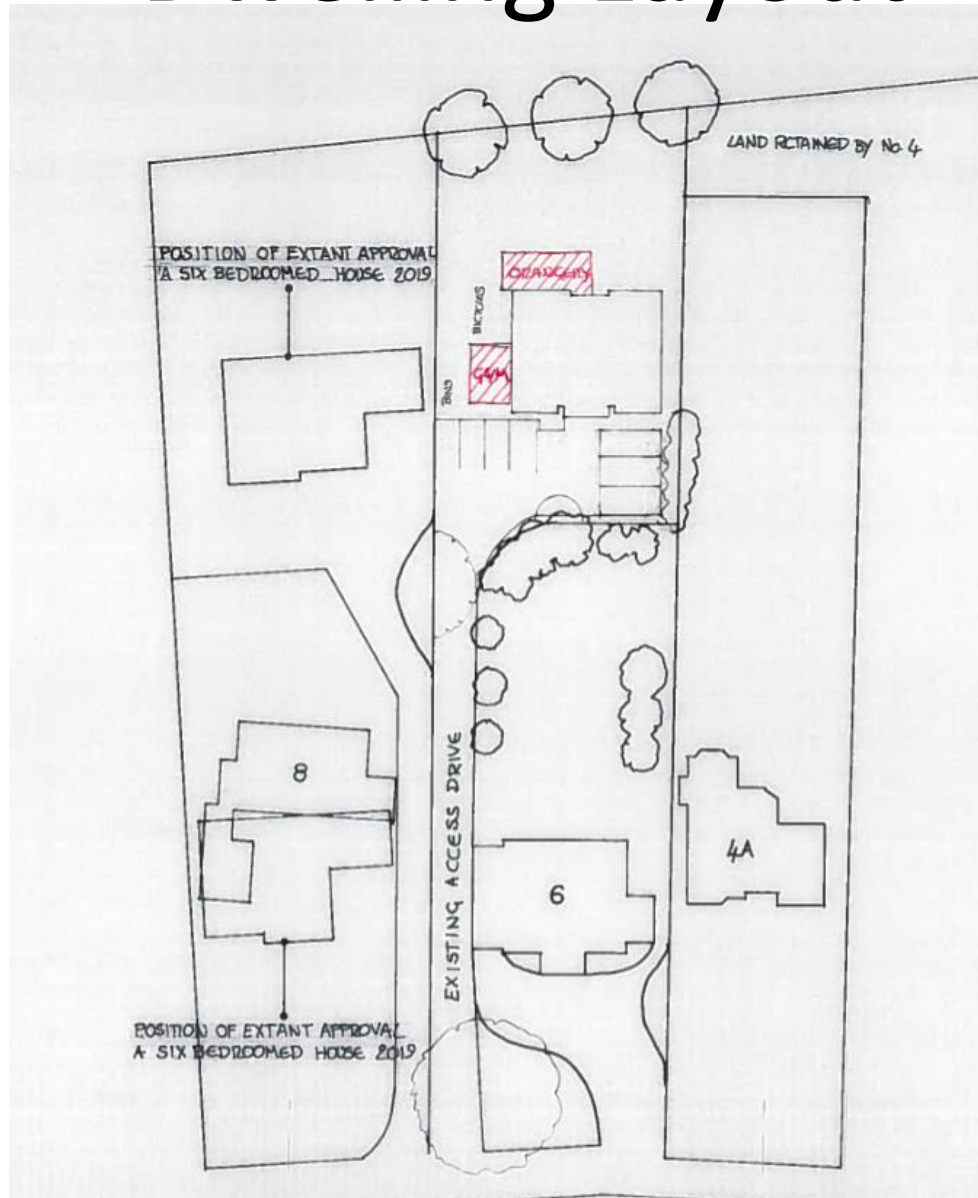 LAND RETAINED BY No. 4
POSITION OF EXTANT APPROVAL
A SIX BEDROOMED HOUSE 2019
ORANGERY
BICYCLES
GYM
BINS
8
EXISTING ACCESS DRIVE
6
4A
POSITION OF EXTANT APPROVAL
A SIX BEDROOMED HOUSE 2019